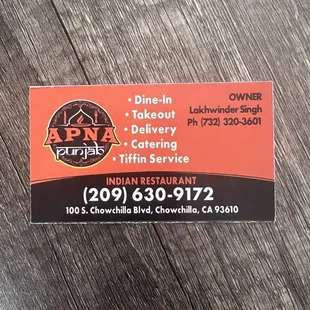 APNA
punjab
• Dine-In
• Takeout
• Delivery
• Catering
• Tiffin Service
OWNER
Lakhwinder Singh
Ph (732) 320-3601
INDIAN RESTAURANT
(209) 630-9172
100 S. Chowchilla Blvd, Chowchilla, CA 93610